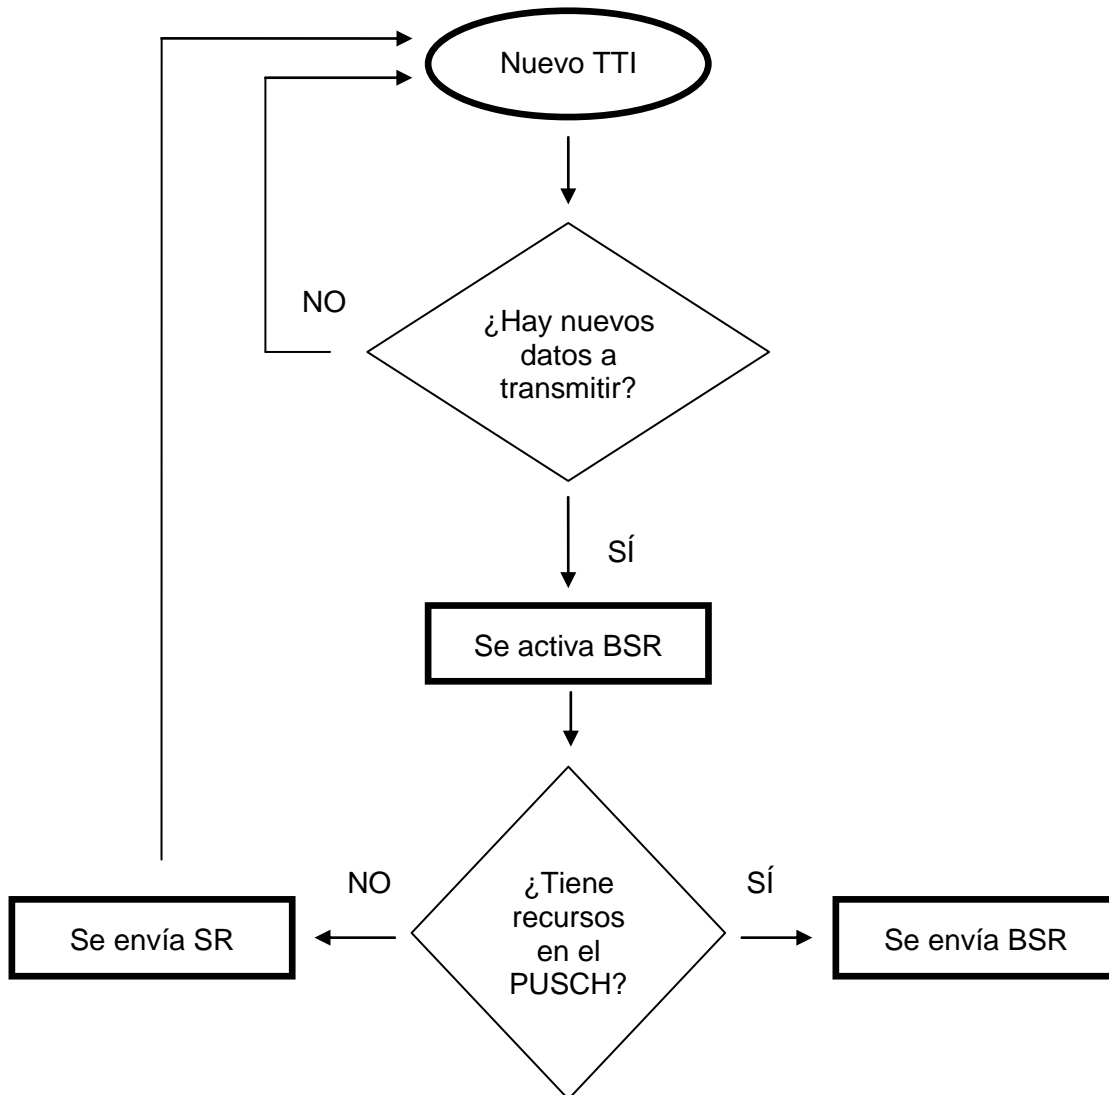 Nuevo TTI
NO
¿Hay nuevos
datos a
transmitir?
SÍ
Se activa BSR
NO
SÍ
¿Tiene
recursos
en el
PUSCH?
Se envía SR
Se envía BSR